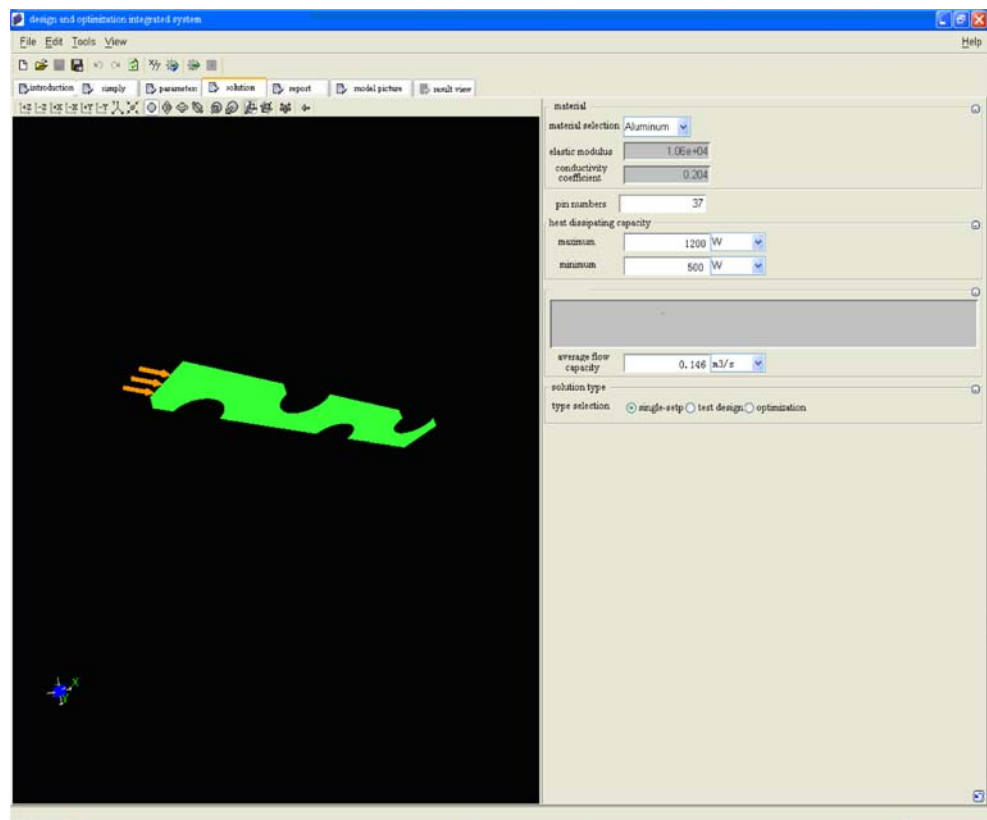 design and optimization integrated system
File Edit Tools View Help
introduction simply parameters solution report model picture result view
+Z -Z +X -X +Y -Y
material
material selection Aluminum
elastic modulus 1.06e+04
conductivity
coefficient 0.204
pin numbers 37
heat dissipating capacity
maximum 1200 W
minimum 500 W
average flow
capacity 0.146 m3/s
solution type
type selection single-setp test design optimization
X
Y